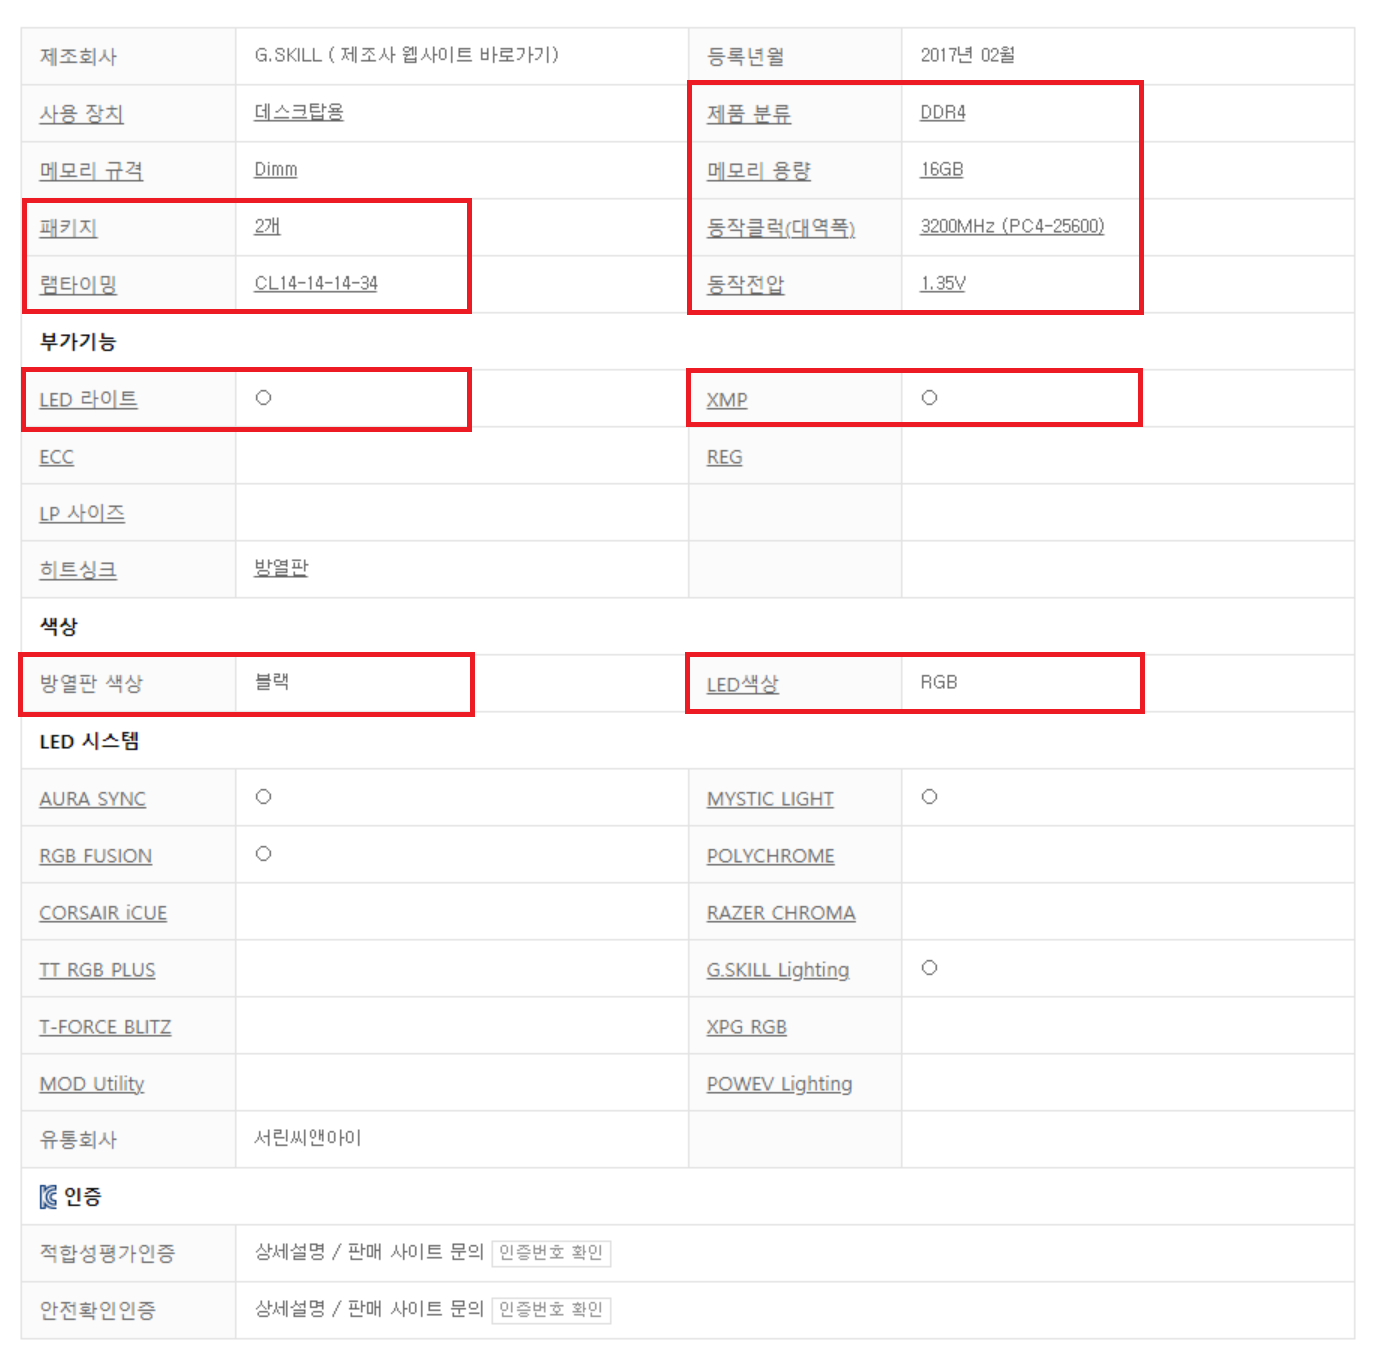 제조회사 G.SKILL ( 제조사 웹사이트 바로가기) 등록년월 2017년 02월
사용 장치 데스크탑용 제품 분류 DDR4
메모리 규격 Dimm 메모리 용량 16GB
패키지 2개 동작클럭(대역폭) 3200MHz (PC4-25600)
램타이밍 CL14-14-14-34 동작전압 1.35V
부가기능
LED 라이트 ○ XMP ○
ECC REG
LP 사이즈
히트싱크 방열판
색상
방열판 색상 블랙 LED색상 RGB
LED 시스템
AURA SYNC ○ MYSTIC LIGHT ○
RGB FUSION ○ POLYCHROME
CORSAIR iCUE RAZER CHROMA
TT RGB PLUS G.SKILL Lighting ○
T-FORCE BLITZ XPG RGB
MOD Utility POWEV Lighting
유통회사 서린씨앤아이
KC 인증
적합성평가인증 상세설명 / 판매 사이트 문의 인증번호 확인
안전확인인증 상세설명 / 판매 사이트 문의 인증번호 확인